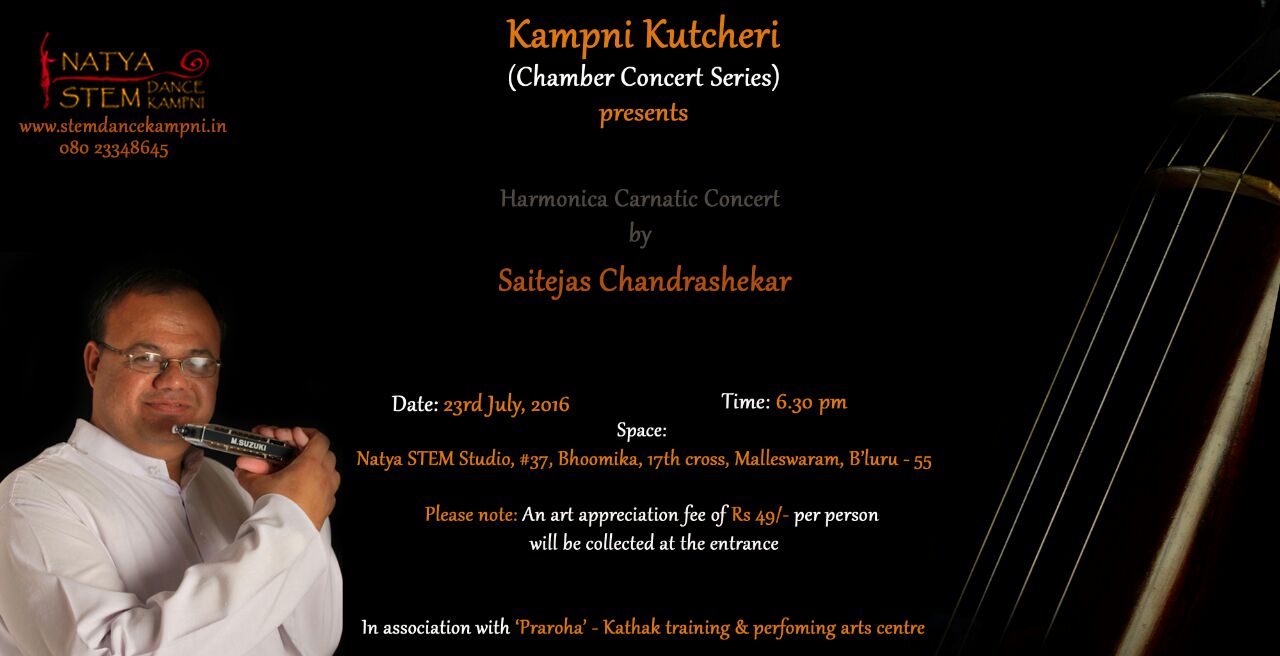 NATYA
STEM DANCE KAMPNI
www.stemdancekampni.in
080 23348645
Kampni Kutcheri
(Chamber Concert Series)
presents
Harmonica Carnatic Concert
by
Saitejas Chandrashekar
M.SUZUKI
Date: 23rd July, 2016
Time: 6.30 pm
Space:
Natya STEM Studio, #37, Bhoomika, 17th cross, Malleswaram, B'luru - 55
Please note: An art appreciation fee of Rs 49/- per person
will be collected at the entrance
In association with 'Praroha' - Kathak training & perfoming arts centre